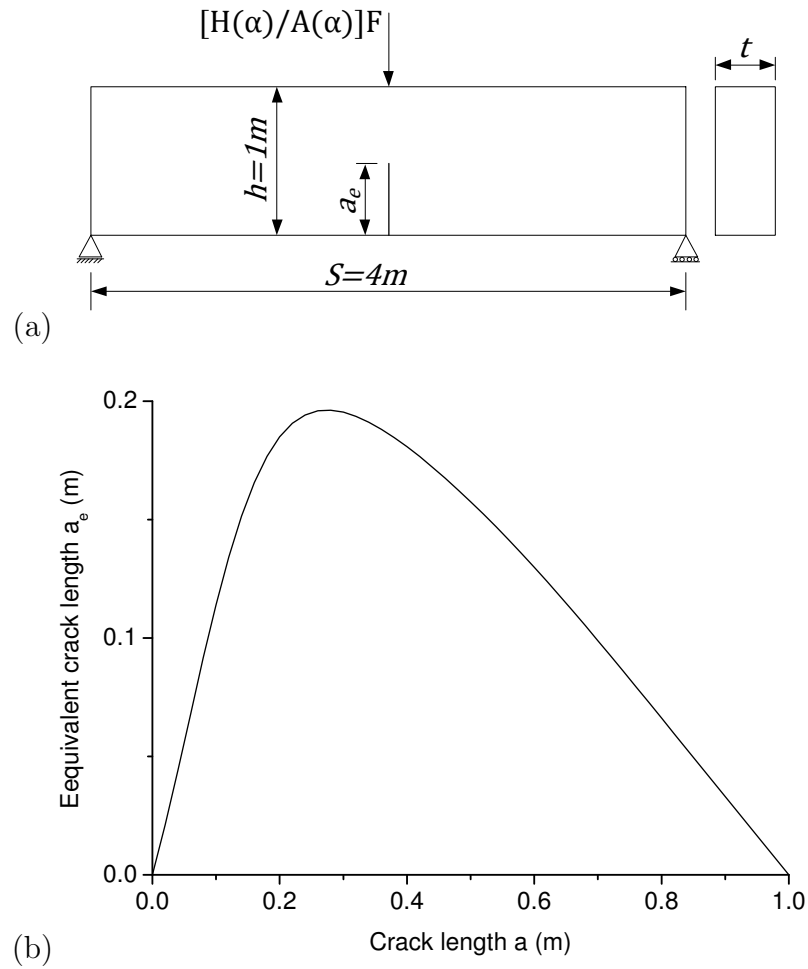 [H(α)/A(α)]F
t
h=1m
a_e
S=4m
(a)
0.2
0.1
0.0
Eequivalent crack length a_e (m)
0.0 0.2 0.4 0.6 0.8 1.0
Crack length a (m)
(b)